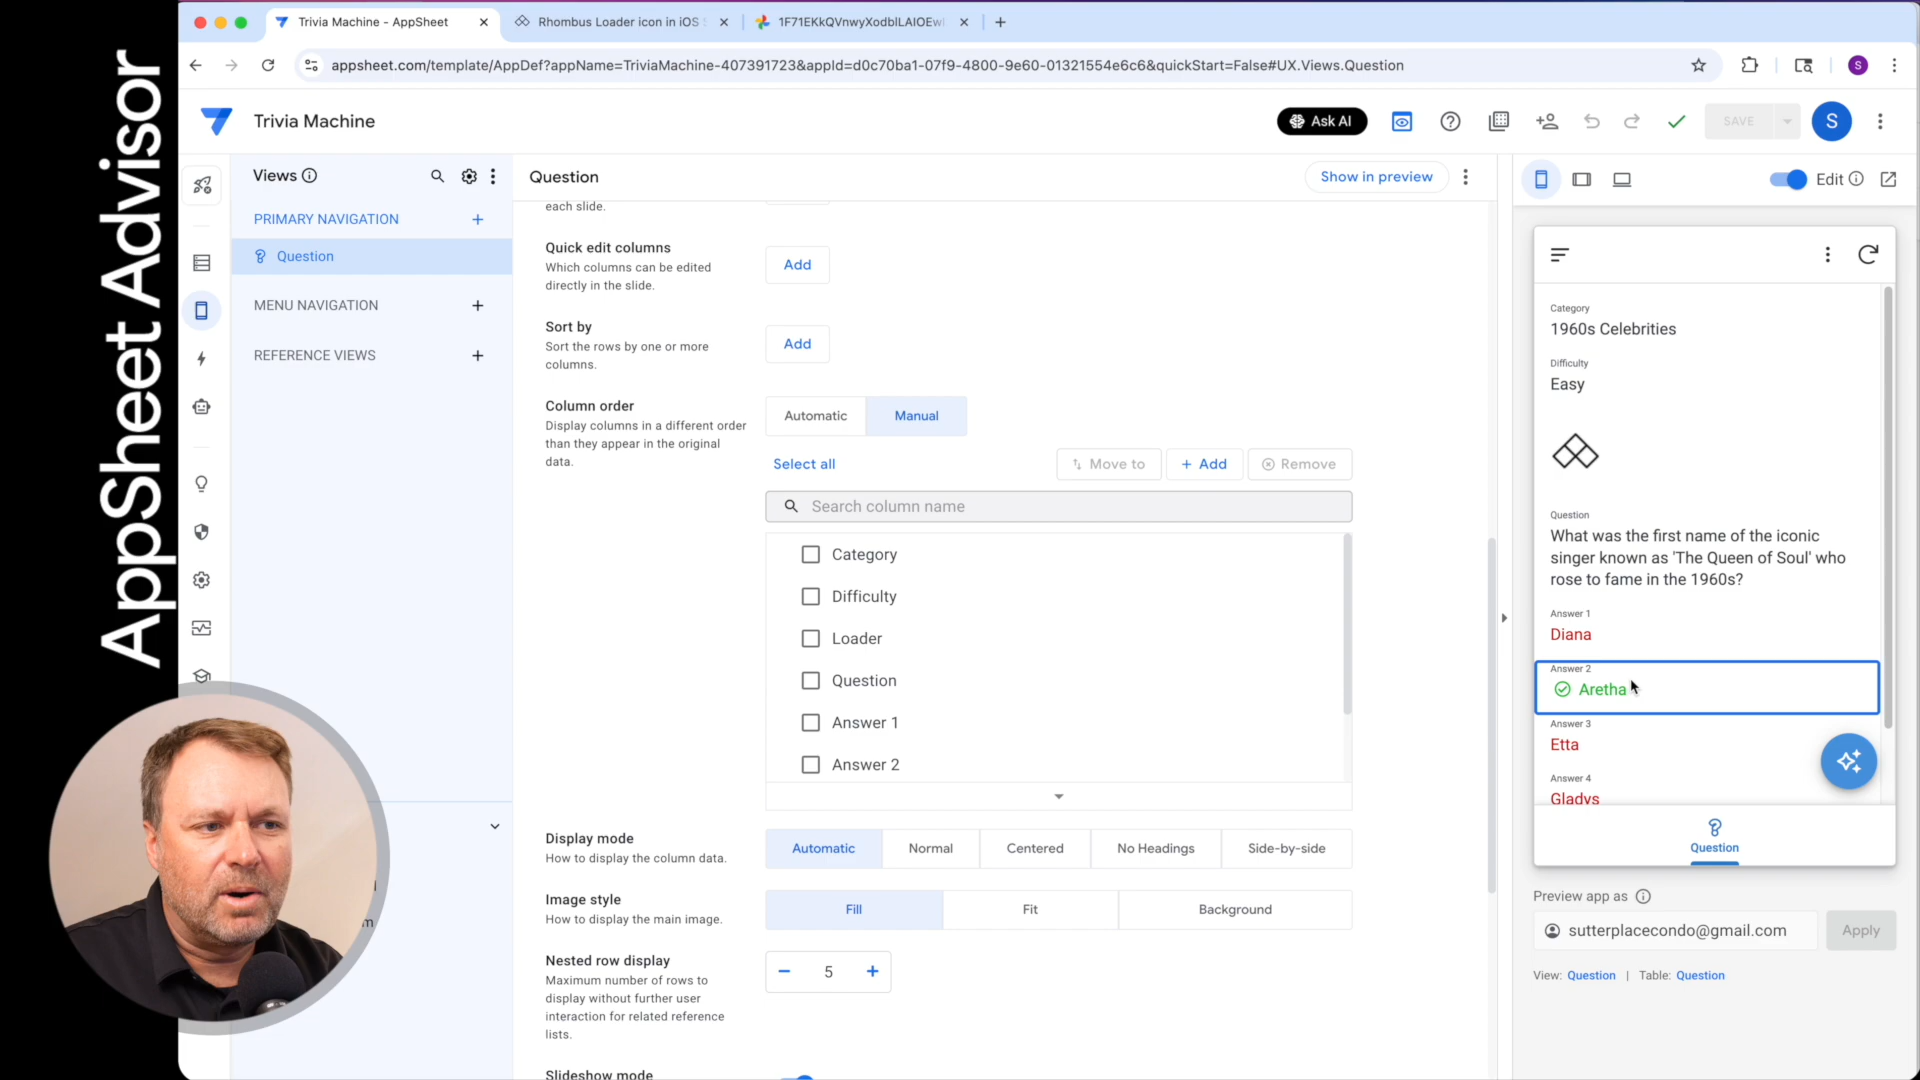 AppSheet Advisor
Trivia Machine - AppSheet
Rhombus Loader icon in iOS
1F71EKkQVnwyXodblLAIOEw
appsheet.com/template/AppDef?appName=TriviaMachine-407391723&appId=d0c70ba1-07f9-4800-9e60-01321554e6c6&quickStart=False#UX.Views.Question
S
Trivia Machine
Ask AI
SAVE
S
Views
PRIMARY NAVIGATION
Question
MENU NAVIGATION
REFERENCE VIEWS
Question
Show in preview
each slide.
Quick edit columns
Which columns can be edited
directly in the slide.
Add
Sort by
Sort the rows by one or more
columns.
Add
Column order
Display columns in a different order
than they appear in the original
data.
Automatic
Manual
Select all
Move to
+ Add
Remove
Search column name
Category
Difficulty
Loader
Question
Answer 1
Answer 2
Display mode
How to display the column data.
Automatic
Normal
Centered
No Headings
Side-by-side
Image style
How to display the main image.
Fill
Fit
Background
Nested row display
Maximum number of rows to
display without further user
interaction for related reference
lists.
5
Slideshow mode
Edit
Category
1960s Celebrities
Difficulty
Easy
Question
What was the first name of the iconic
singer known as 'The Queen of Soul' who
rose to fame in the 1960s?
Answer 1
Diana
Answer 2
Aretha
Answer 3
Etta
Answer 4
Gladys
Question
Preview app as
sutterplacecondo@gmail.com
Apply
View: Question | Table: Question